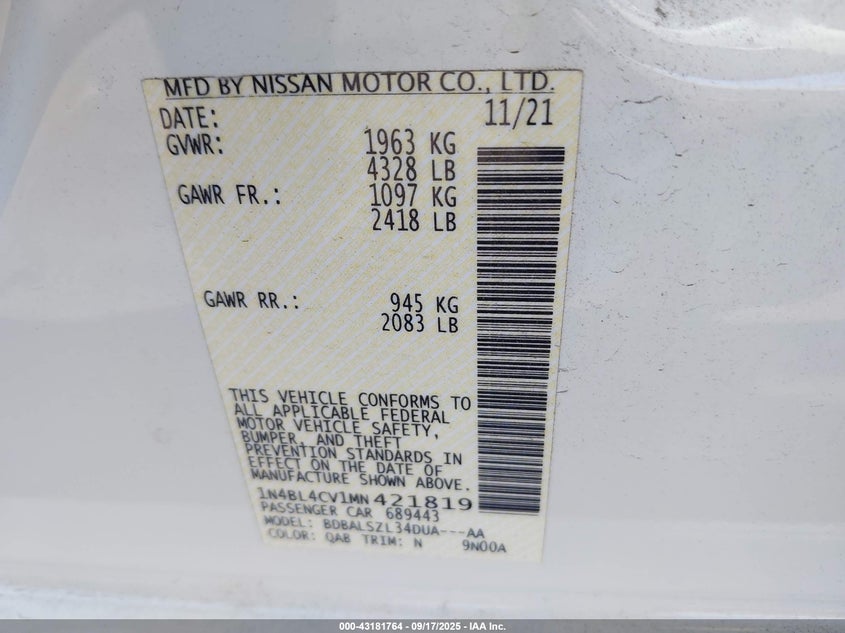 MFD BY NISSAN MOTOR CO., LTD.
DATE: 11/21
GVWR: 1963 KG
4328 LB
GAWR FR.: 1097 KG
2418 LB
GAWR RR.: 945 KG
2083 LB
THIS VEHICLE CONFORMS TO
ALL APPLICABLE FEDERAL
MOTOR VEHICLE SAFETY,
BUMPER, AND THEFT
PREVENTION STANDARDS IN
EFFECT ON THE DATE OF
MANUFACTURE SHOWN ABOVE.
1N4BL4CV1MN421819
PASSENGER CAR 689443
MODEL: BDBALSZL34DUA---AA
COLOR: QAB TRIM: N 9N00A
000-43181764 - 09/17/2025 - IAA Inc.